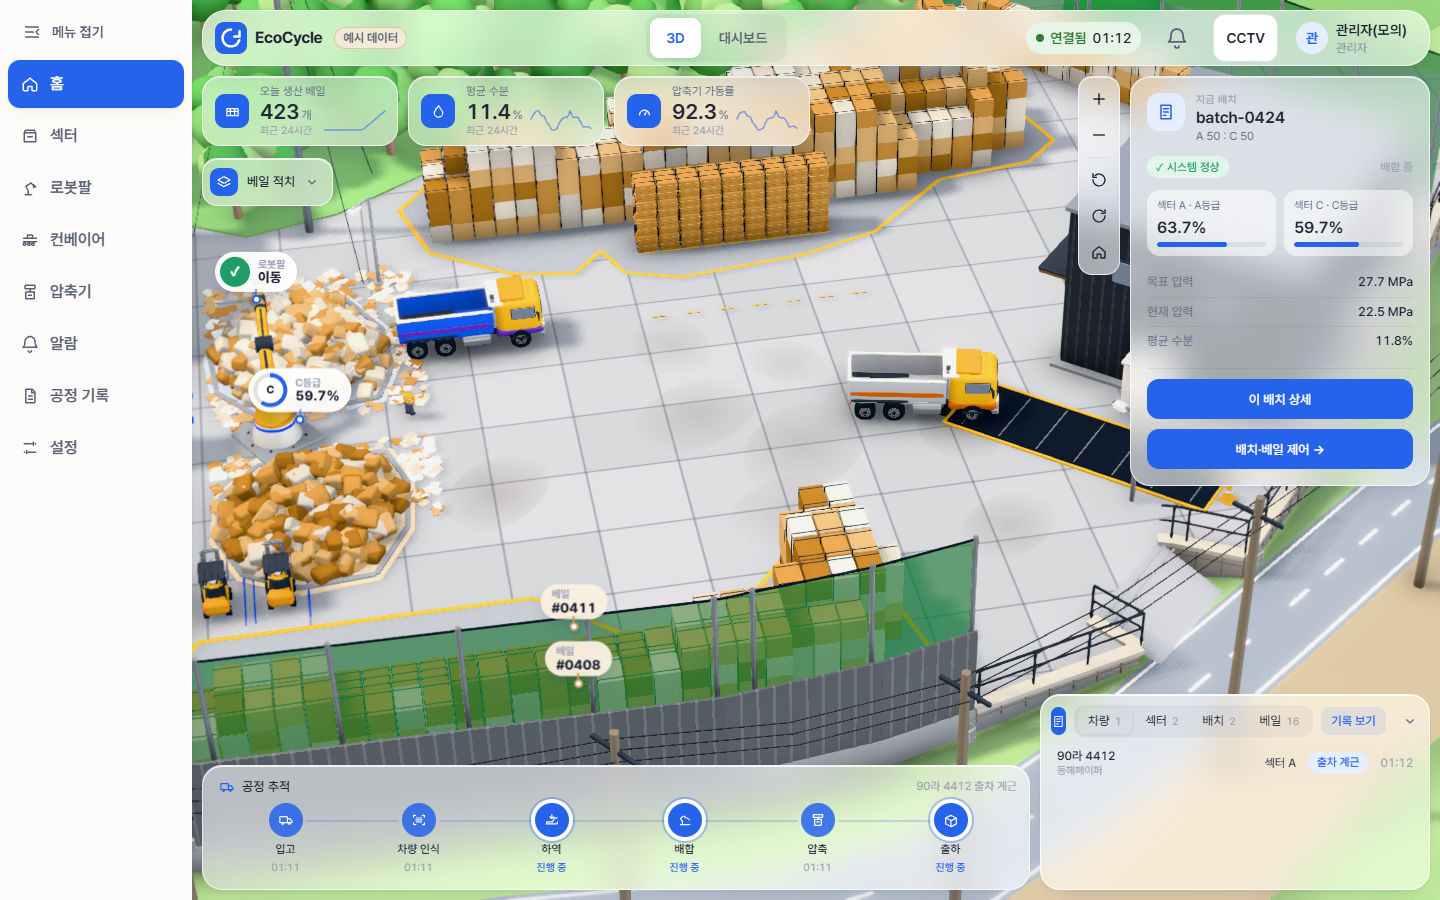 메뉴 접기
홈
섹터
로봇팔
컨베이어
압축기
알람
공정 기록
설정
EcoCycle
예시 데이터
3D
대시보드
연결됨 01:12
CCTV
관
관리자(모의)
관리자
오늘 생산 베일
423개
최근 24시간
평균 수분
11.4%
최근 24시간
압축기 가동률
92.3%
최근 24시간
베일 적치
로봇팔
이동
C
C등급
59.7%
베일
#0411
베일
#0408
지금 배치
batch-0424
A 50 : C 50
✓ 시스템 정상
배합 중
섹터 A · A등급
63.7%
섹터 C · C등급
59.7%
목표 압력 27.7 MPa
현재 압력 22.5 MPa
평균 수분 11.8%
이 배치 상세
배치·베일 제어 →
공정 추적
90라 4412 출차 계근
입고
01:11
차량 인식
01:11
하역
진행 중
배합
진행 중
압축
01:11
출하
진행 중
차량 1
섹터 2
배치 2
베일 16
기록 보기
90라 4412
동해페이퍼
섹터 A
출차 계근
01:12